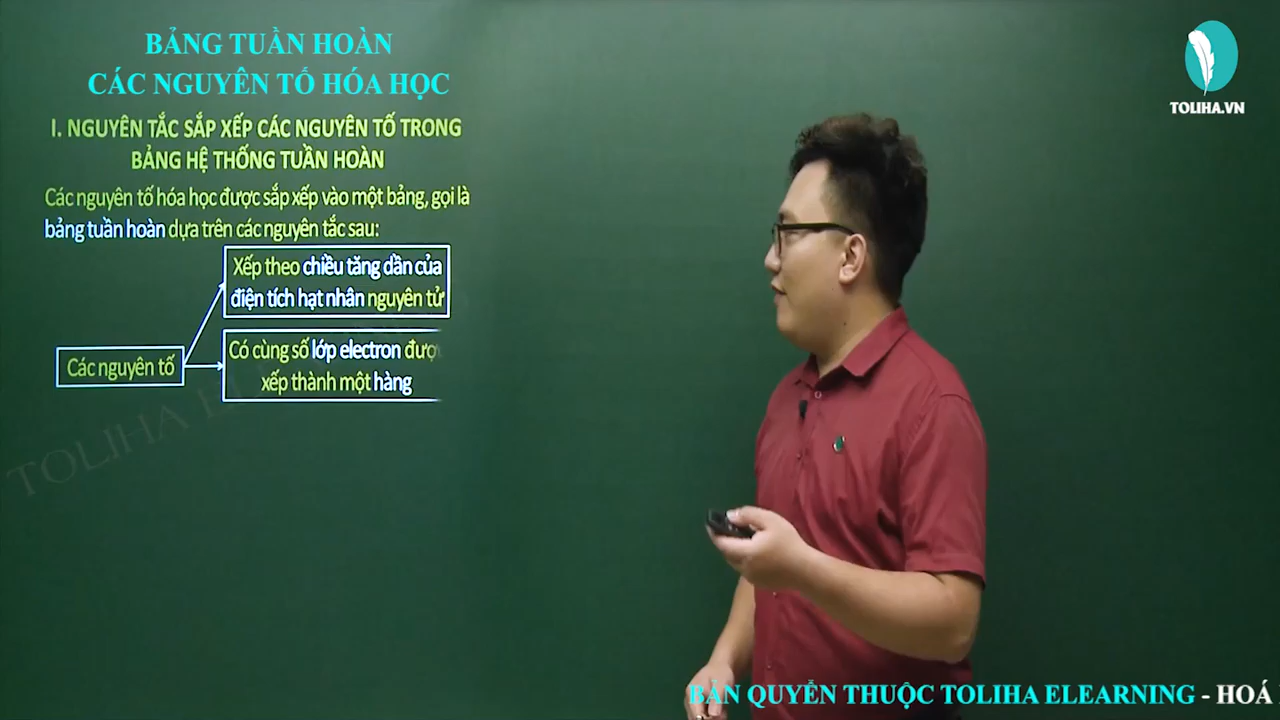 BẢNG TUẦN HOÀN
CÁC NGUYÊN TỐ HÓA HỌC
I. NGUYÊN TẮC SẮP XẾP CÁC NGUYÊN TỐ TRONG
BẢNG HỆ THỐNG TUẦN HOÀN
Các nguyên tố hóa học được sắp xếp vào một bảng, gọi là
bảng tuần hoàn dựa trên các nguyên tắc sau:
Xếp theo chiều tăng dần của
điện tích hạt nhân nguyên tử
Các nguyên tố
Có cùng số lớp electron
xếp thành một hàng
TOLIHA
TOLIHA.VN
BẢN QUYỀN THUỘC TOLIHA ELEARNING - HOÁ